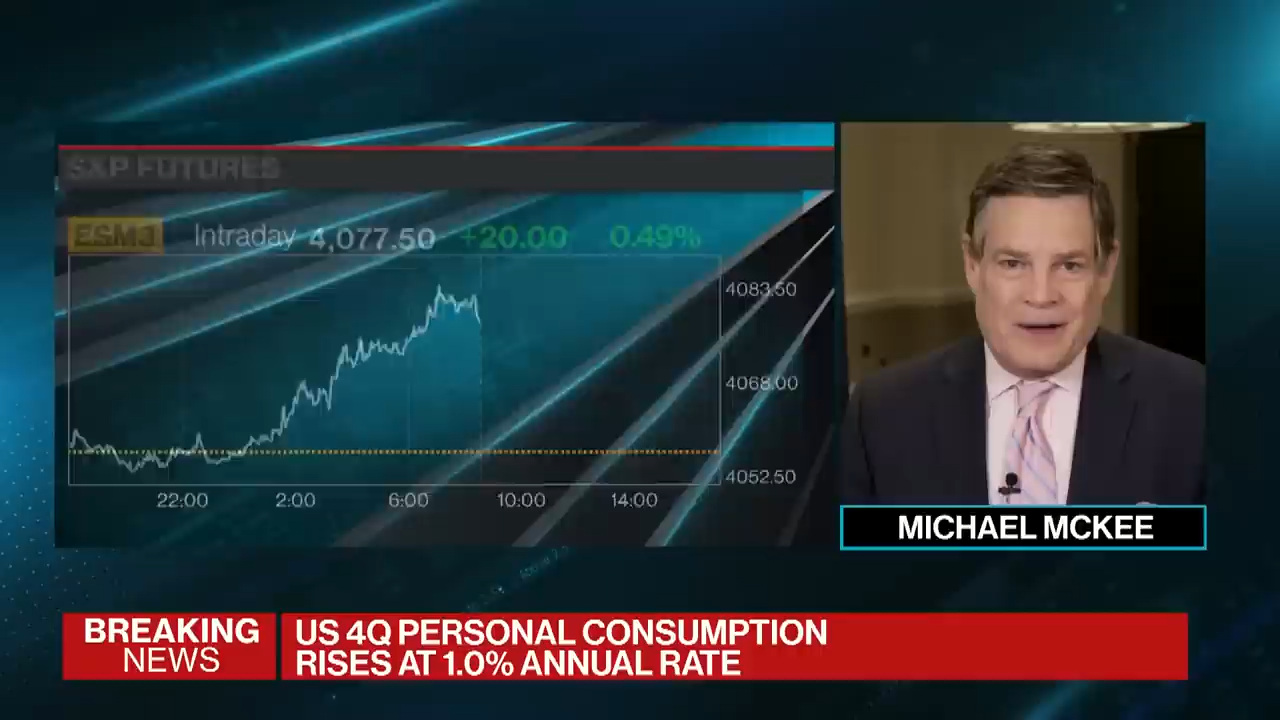 S&P FUTURES
ESM3 Intraday 4,077.50 +20.00 0.49%
4083.50
4068.00
4052.50
22:00 2:00 6:00 10:00 14:00
MICHAEL MCKEE
BREAKING
NEWS
US 4Q PERSONAL CONSUMPTION
RISES AT 1.0% ANNUAL RATE